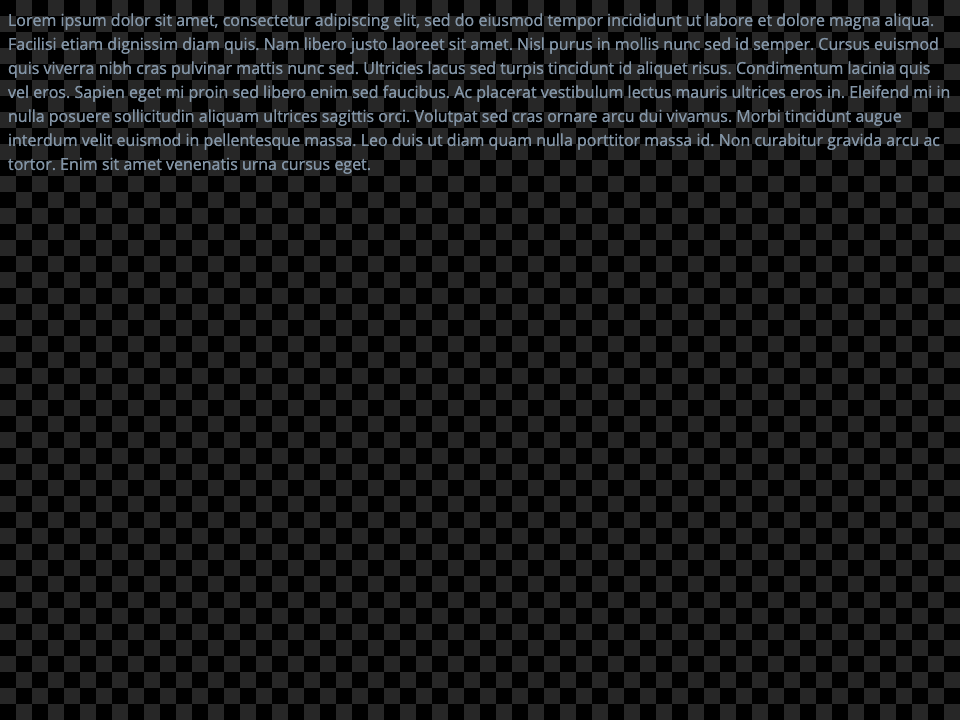 Lorem ipsum dolor sit amet, consectetur adipiscing elit, sed do eiusmod tempor incididunt ut labore et dolore magna aliqua.
Facilisi etiam dignissim diam quis. Nam libero justo laoreet sit amet. Nisl purus in mollis nunc sed id semper. Cursus euismod
quis viverra nibh cras pulvinar mattis nunc sed. Ultricies lacus sed turpis tincidunt id aliquet risus. Condimentum lacinia quis
vel eros. Sapien eget mi proin sed libero enim sed faucibus. Ac placerat vestibulum lectus mauris ultrices eros in. Eleifend mi in
nulla posuere sollicitudin aliquam ultrices sagittis orci. Volutpat sed cras ornare arcu dui vivamus. Morbi tincidunt augue
interdum velit euismod in pellentesque massa. Leo duis ut diam quam nulla porttitor massa id. Non curabitur gravida arcu ac
tortor. Enim sit amet venenatis urna cursus eget.